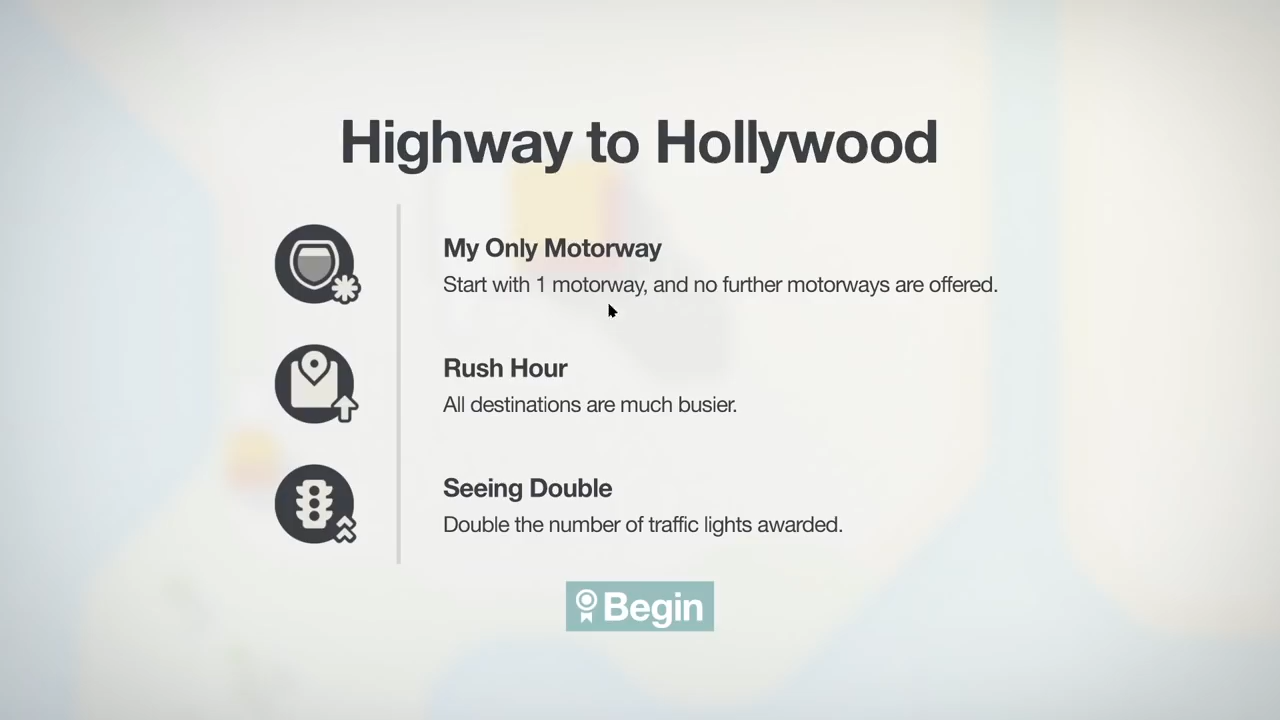 Highway to Hollywood
My Only Motorway
Start with 1 motorway, and no further motorways are offered.
Rush Hour
All destinations are much busier.
Seeing Double
Double the number of traffic lights awarded.
Begin